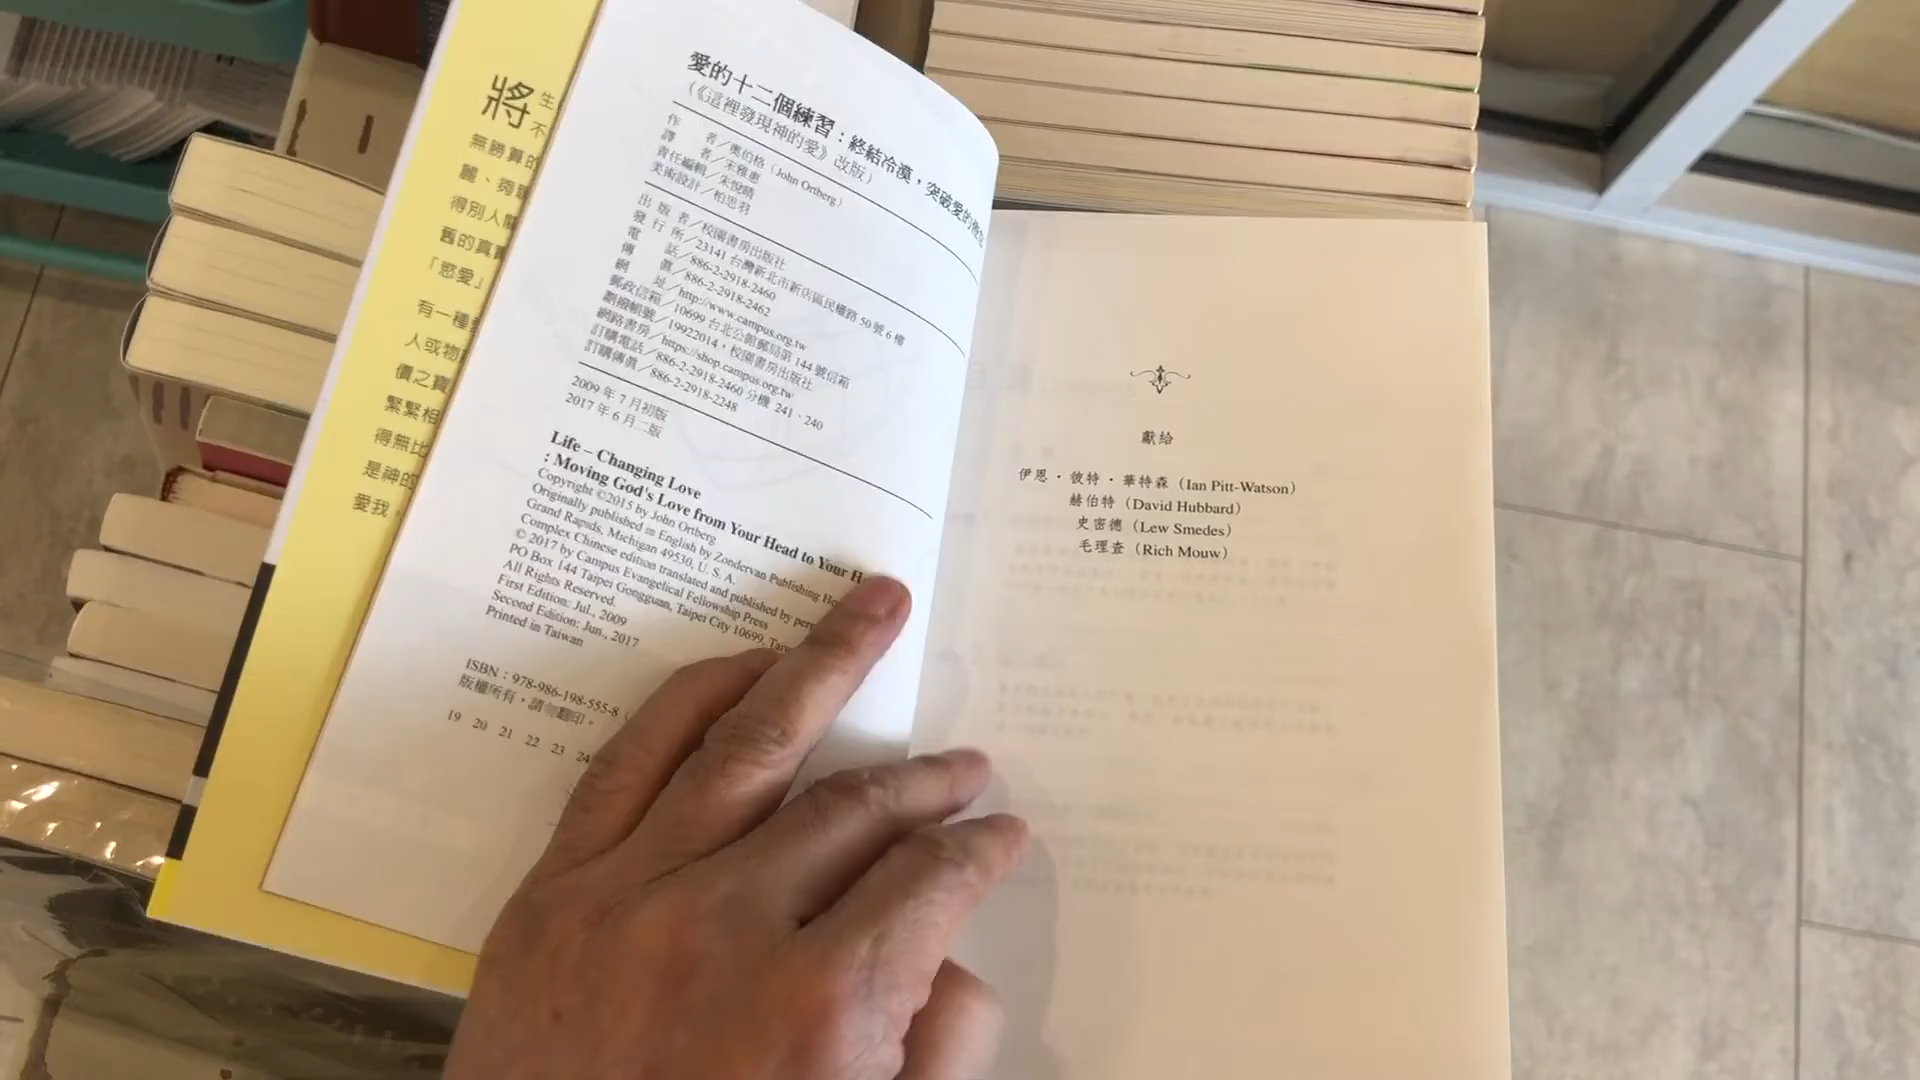 將
生
不
無勝算的
麗、夠
得別人
舊的真實
「恩愛」
有一種
人或物
價之寶
緊緊相
得無比
是神的
愛我。
愛的十二個練習：終結冷漠，突破愛的
（《這裡發現神的愛》改版）
作者／奧伯格（John Ortberg）
譯者／宋雅惠
責任編輯／朱悅晴
美術設計／柏思羽
出版者／校園書房出版社
發行所／23141 台灣新北市新店區民權路 50 號 6 樓
電話／886-2-2918-2460
傳真／886-2-2918-2462
網址／http://www.campus.org.tw
郵政信箱／10699 台北公館郵局第 144 號信箱
劃撥帳號／19922014，校園書房出版社
網路書房／https://shop.campus.org.tw
訂購電話／886-2-2918-2460 分機 241、240
訂購傳真／886-2-2918-2248
2009 年 7 月初版
2017 年 6 月二版
Life – Changing Love
: Moving God's Love from Your Head to Your H
Copyright ©2015 by John Ortberg
Originally published in English by Zondervan Publishing Ho
Grand Rapids, Michigan 49530, U. S. A.
Complex Chinese edition translated and published by per
© 2017 by Campus Evangelical Fellowship Press
PO Box 144 Taipei Gongguan, Taipei City 10699, Taiw
All Rights Reserved.
First Edition: Jul., 2009
Second Edition: Jun., 2017
Printed in Taiwan
ISBN：978-986-198-555-8
版權所有，請勿翻印。
19 20 21 22 23 24
獻給
伊恩・彼特・華特森（Ian Pitt-Watson）
赫伯特（David Hubbard）
史密德（Lew Smedes）
毛理查（Rich Mouw）